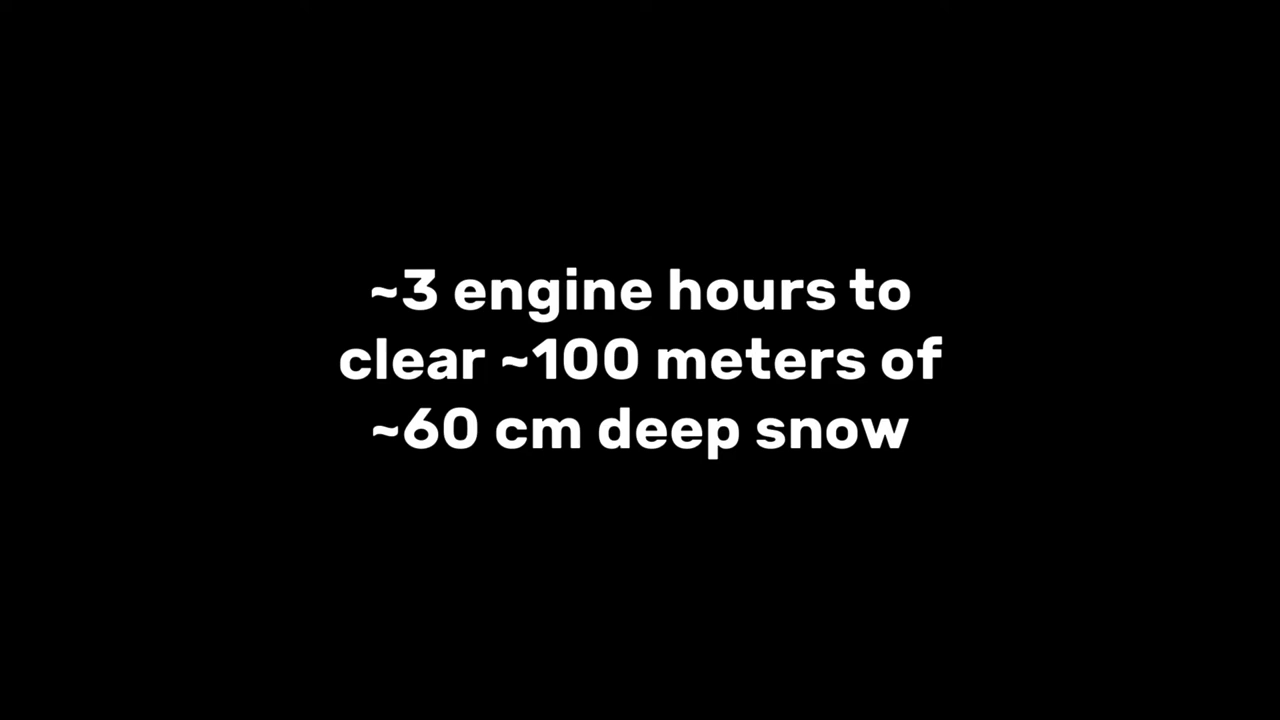 ~3 engine hours to
clear ~100 meters of
~60 cm deep snow